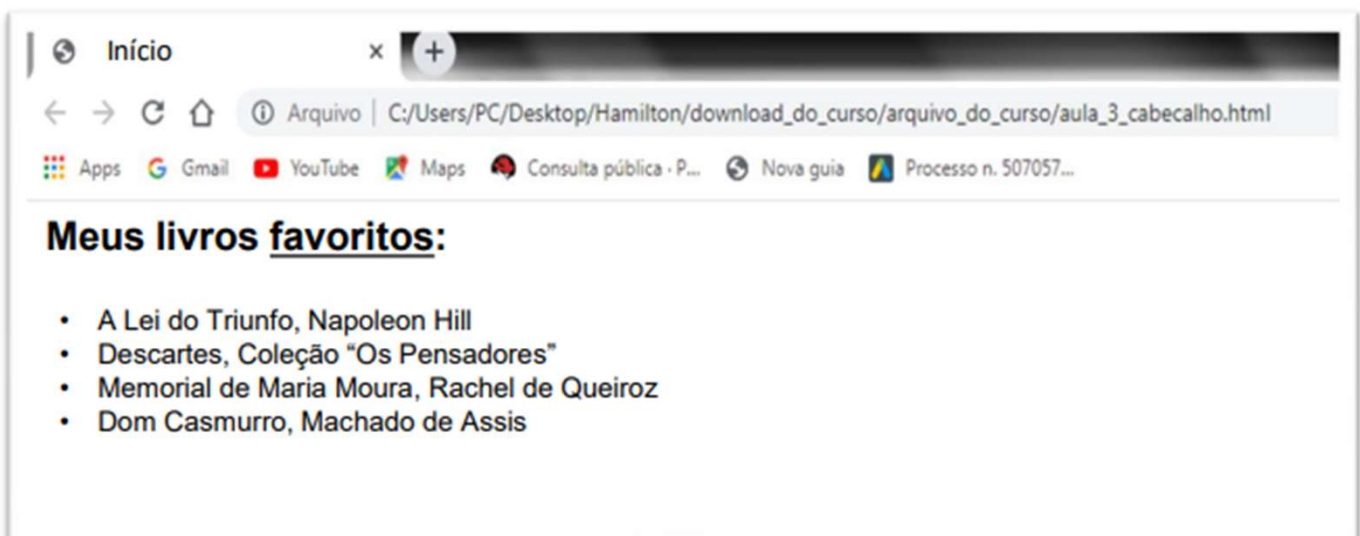 Início
Arquivo | C:/Users/PC/Desktop/Hamilton/download_do_curso/arquivo_do_curso/aula_3_cabecalho.html
Apps Gmail YouTube Maps Consulta pública - P... Nova guia Processo n. 507057...
Meus livros favoritos:
• A Lei do Triunfo, Napoleon Hill
• Descartes, Coleção “Os Pensadores”
• Memorial de Maria Moura, Rachel de Queiroz
• Dom Casmurro, Machado de Assis